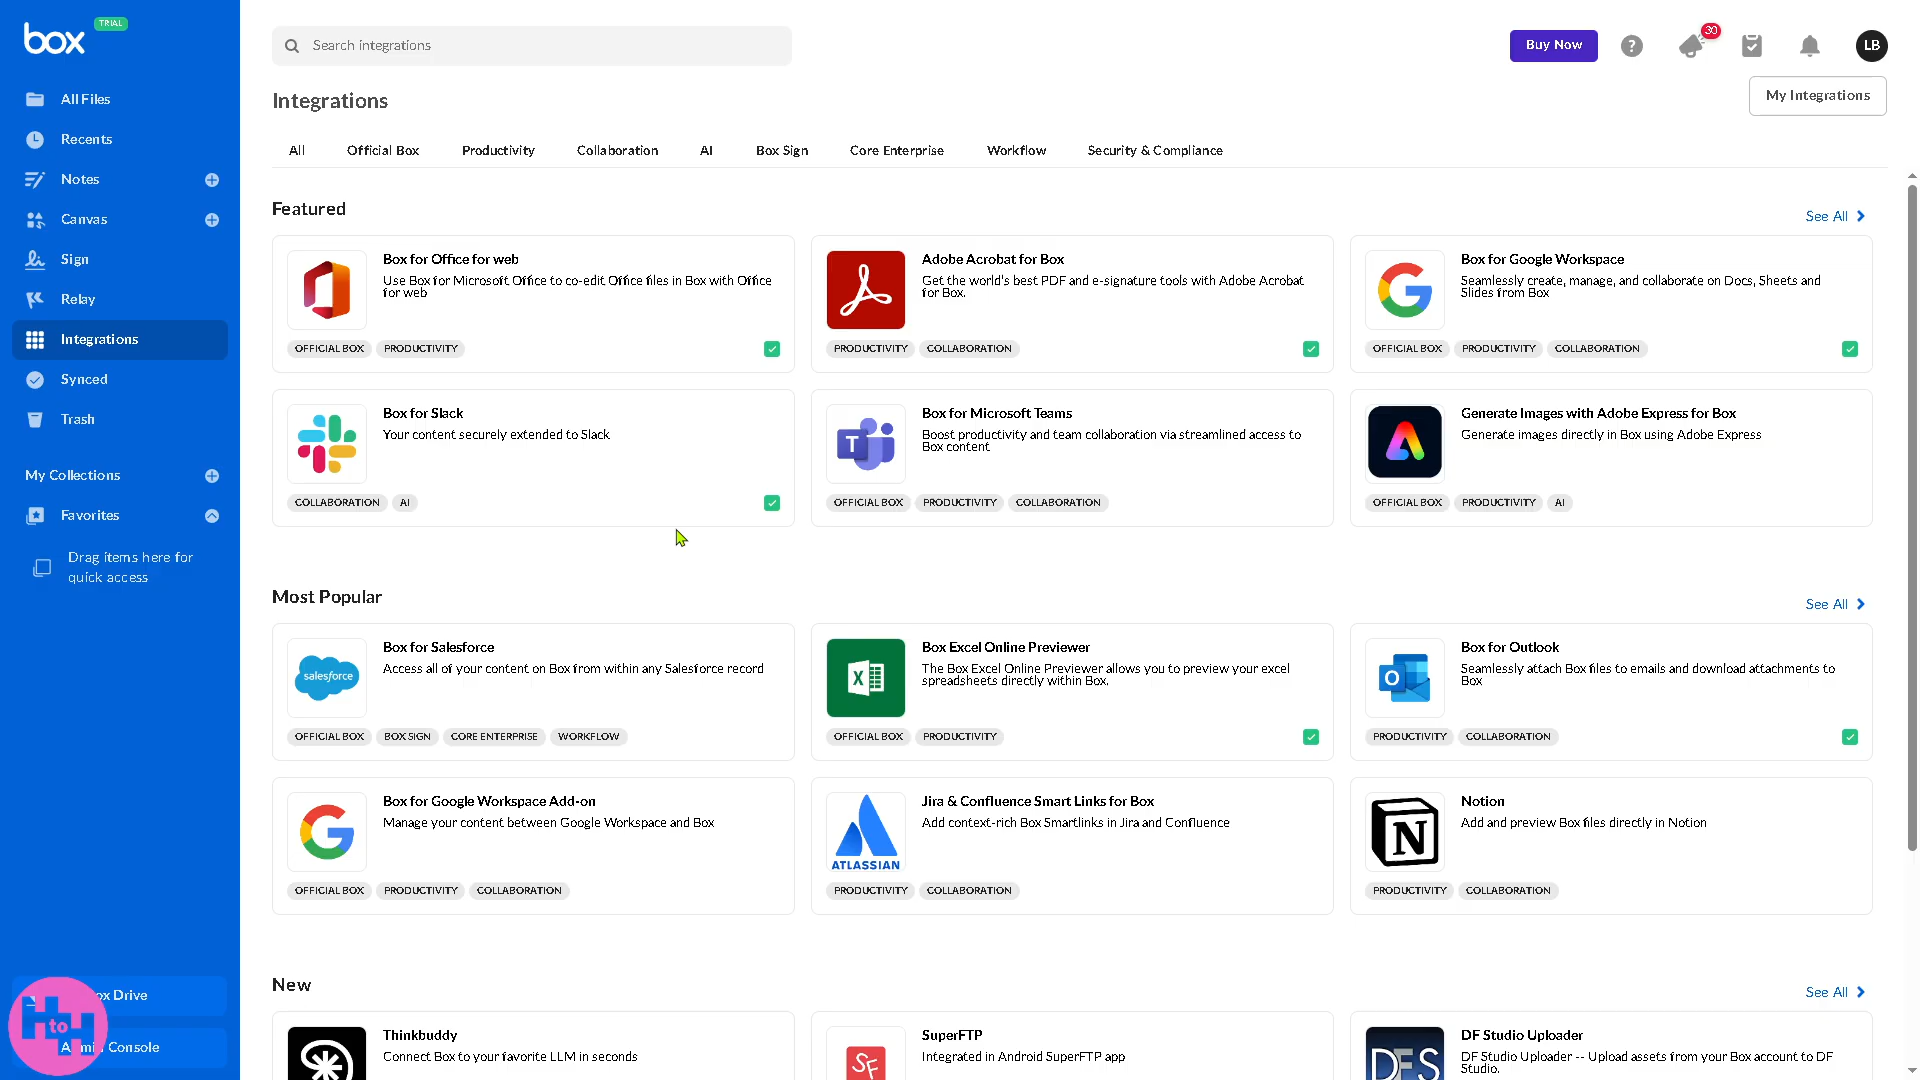 box
TRIAL
Search integrations
Buy Now
?
30
LB
All Files
Recents
Notes
Canvas
Sign
Relay
Integrations
Synced
Trash
My Collections
Favorites
Drag items here for
quick access
ox Drive
Console
H to H
Integrations
My Integrations
All
Official Box
Productivity
Collaboration
AI
Box Sign
Core Enterprise
Workflow
Security & Compliance
Featured
See All
Box for Office for web
Use Box for Microsoft Office to co-edit Office files in Box with Office
for web
OFFICIAL BOX
PRODUCTIVITY
Adobe Acrobat for Box
Get the world's best PDF and e-signature tools with Adobe Acrobat
for Box.
PRODUCTIVITY
COLLABORATION
G
Box for Google Workspace
Seamlessly create, manage, and collaborate on Docs, Sheets and
Slides from Box
OFFICIAL BOX
PRODUCTIVITY
COLLABORATION
Box for Slack
Your content securely extended to Slack
COLLABORATION
AI
T
Box for Microsoft Teams
Boost productivity and team collaboration via streamlined access to
Box content
OFFICIAL BOX
PRODUCTIVITY
COLLABORATION
Generate Images with Adobe Express for Box
Generate images directly in Box using Adobe Express
OFFICIAL BOX
PRODUCTIVITY
AI
Most Popular
See All
salesforce
Box for Salesforce
Access all of your content on Box from within any Salesforce record
OFFICIAL BOX
BOX SIGN
CORE ENTERPRISE
WORKFLOW
X
Box Excel Online Previewer
The Box Excel Online Previewer allows you to preview your excel
spreadsheets directly within Box.
OFFICIAL BOX
PRODUCTIVITY
O
Box for Outlook
Seamlessly attach Box files to emails and download attachments to
Box
PRODUCTIVITY
COLLABORATION
G
Box for Google Workspace Add-on
Manage your content between Google Workspace and Box
OFFICIAL BOX
PRODUCTIVITY
COLLABORATION
ATLASSIAN
Jira & Confluence Smart Links for Box
Add context-rich Box Smartlinks in Jira and Confluence
PRODUCTIVITY
COLLABORATION
N
Notion
Add and preview Box files directly in Notion
PRODUCTIVITY
COLLABORATION
New
See All
Thinkbuddy
Connect Box to your favorite LLM in seconds
SF
SuperFTP
Integrated in Android SuperFTP app
DFS
DF Studio Uploader
DF Studio Uploader -- Upload assets from your Box account to DF
Studio.